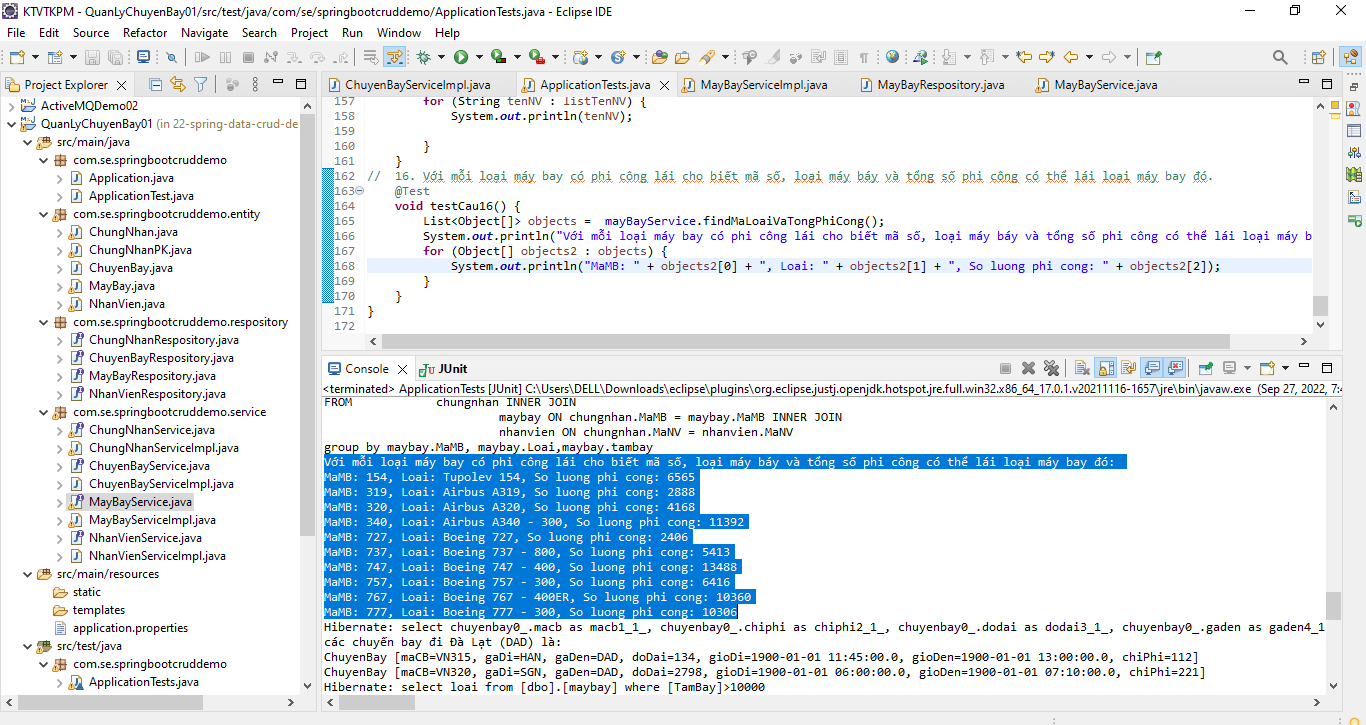 KTVTKPM - QuanLyChuyenBay01/src/test/java/com/se/springbootcruddemo/ApplicationTests.java - Eclipse IDE
File Edit Source Refactor Navigate Search Project Run Window Help
Project Explorer
ActiveMQDemo02
QuanLyChuyenBay01 (in 22-spring-data-crud-de
src/main/java
com.se.springbootcruddemo
Application.java
ApplicationTest.java
com.se.springbootcruddemo.entity
ChungNhan.java
ChungNhanPK.java
ChuyenBay.java
MayBay.java
NhanVien.java
com.se.springbootcruddemo.respository
ChungNhanRespository.java
ChuyenBayRespository.java
MayBayRespository.java
NhanVienRespository.java
com.se.springbootcruddemo.service
ChungNhanService.java
ChungNhanServiceImpl.java
ChuyenBayService.java
ChuyenBayServiceImpl.java
MayBayService.java
MayBayServiceImpl.java
NhanVienService.java
NhanVienServiceImpl.java
src/main/resources
static
templates
application.properties
src/test/java
com.se.springbootcruddemo
ApplicationTests.java
ChuyenBayServiceImpl.java ApplicationTests.java MayBayServiceImpl.java MayBayRespository.java MayBayService.java
157 for (String tenNV : listTenNV) {
158 System.out.println(tenNV);
159
160 }
161 }
162 // 16. Với mỗi loại máy bay có phi công lái cho biết mã số, loại máy báy và tổng số phi công có thể lái loại máy bay đó.
163 @Test
164 void testCau16() {
165 List<Object[]> objects = mayBayService.findMaLoaiVaTongPhiCong();
166 System.out.println("Với mỗi loại máy bay có phi công lái cho biết mã số, loại máy báy và tổng số phi công có thể lái loại máy b
167 for (Object[] objects2 : objects) {
168 System.out.println("MaMB: " + objects2[0] + ", Loai: " + objects2[1] + ", So luong phi cong: " + objects2[2]);
169 }
170 }
171 }
172
Console JUnit
<terminated> ApplicationTests [JUnit] C:\Users\DELL\Downloads\eclipse\plugins\org.eclipse.justj.openjdk.hotspot.jre.full.win32.x86_64_17.0.1.v20211116-1657\jre\bin\javaw.exe (Sep 27, 2022, 7:4
FROM chungnhan INNER JOIN
maybay ON chungnhan.MaMB = maybay.MaMB INNER JOIN
nhanvien ON chungnhan.MaNV = nhanvien.MaNV
group by maybay.MaMB, maybay.Loai,maybay.tambay
Với mỗi loại máy bay có phi công lái cho biết mã số, loại máy báy và tổng số phi công có thể lái loại máy bay đó:
MaMB: 154, Loai: Tupolev 154, So luong phi cong: 6565
MaMB: 319, Loai: Airbus A319, So luong phi cong: 2888
MaMB: 320, Loai: Airbus A320, So luong phi cong: 4168
MaMB: 340, Loai: Airbus A340 - 300, So luong phi cong: 11392
MaMB: 727, Loai: Boeing 727, So luong phi cong: 2406
MaMB: 737, Loai: Boeing 737 - 800, So luong phi cong: 5413
MaMB: 747, Loai: Boeing 747 - 400, So luong phi cong: 13488
MaMB: 757, Loai: Boeing 757 - 300, So luong phi cong: 6416
MaMB: 767, Loai: Boeing 767 - 400ER, So luong phi cong: 10360
MaMB: 777, Loai: Boeing 777 - 300, So luong phi cong: 10306
Hibernate: select chuyenbay0_.macb as macb1_1_, chuyenbay0_.chiphi as chiphi2_1_, chuyenbay0_.dodai as dodai3_1_, chuyenbay0_.gaden as gaden4_1
các chuyến bay đi Đà Lạt (DAD) là:
ChuyenBay [maCB=VN315, gaDi=HAN, gaDen=DAD, doDai=134, gioDi=1900-01-01 11:45:00.0, gioDen=1900-01-01 13:00:00.0, chiPhi=112]
ChuyenBay [maCB=VN320, gaDi=SGN, gaDen=DAD, doDai=2798, gioDi=1900-01-01 06:00:00.0, gioDen=1900-01-01 07:10:00.0, chiPhi=221]
Hibernate: select loai from [dbo].[maybay] where [TamBay]>10000